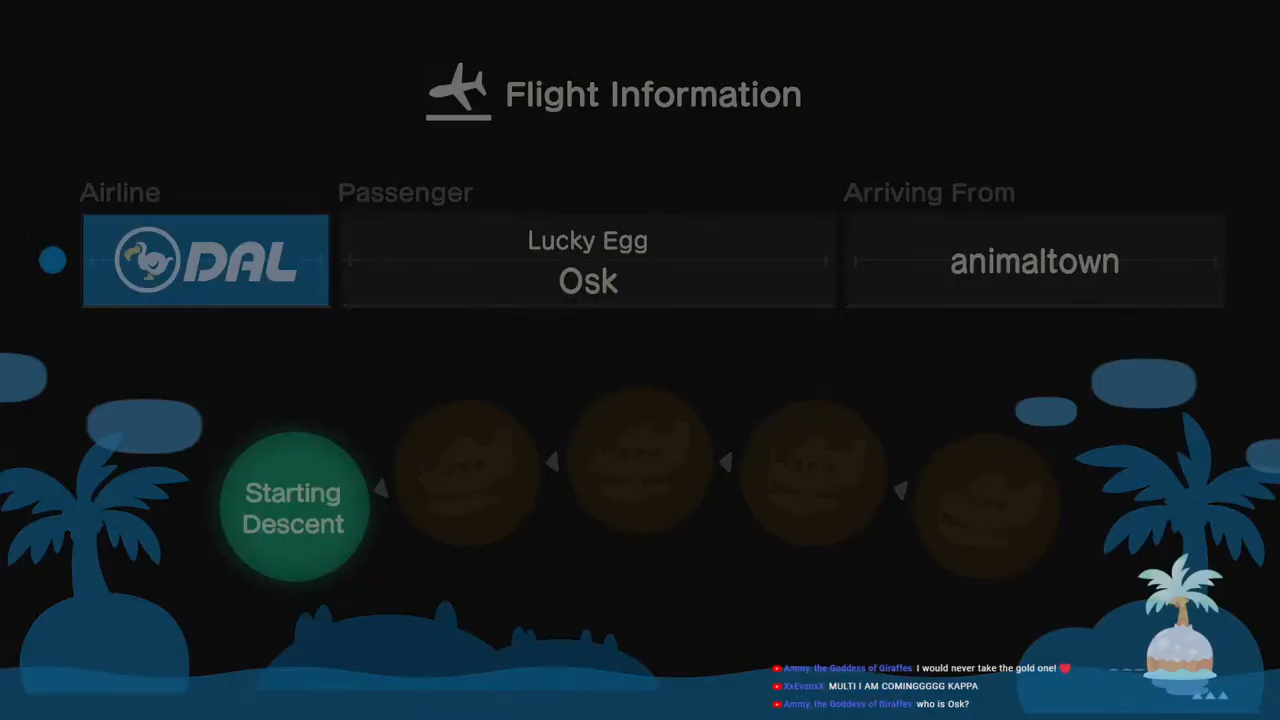 Flight Information
Airline
Passenger
Arriving From
DAL
Lucky Egg
Osk
animaltown
Starting
Descent
Ammy, the Goddess of Giraffes I would never take the gold one!
XxEvanxX MULTI I AM COMINGGGGG KAPPA
Ammy, the Goddess of Giraffes who is Osk?